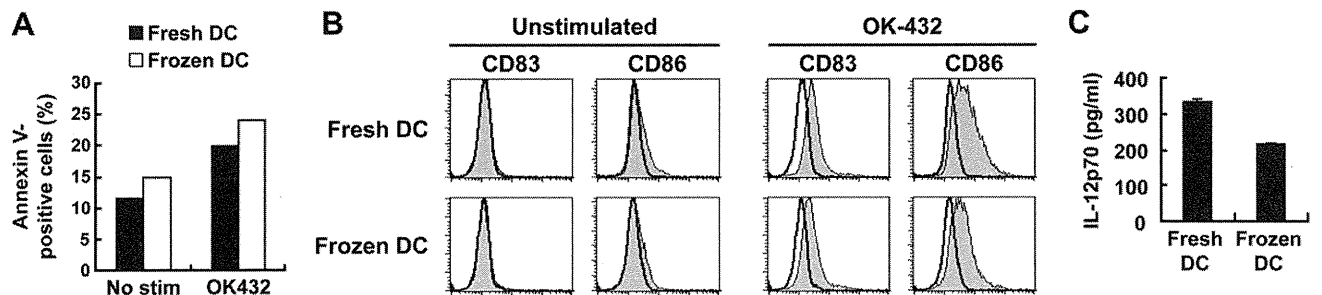 A
Fresh DC
Frozen DC
Annexin V-
positive cells (%)
30
25
20
15
10
5
0
No stim
OK432
B
Unstimulated
OK-432
CD83
CD86
CD83
CD86
Fresh DC
Frozen DC
C
IL-12p70 (pg/ml)
400
300
200
100
0
Fresh
DC
Frozen
DC